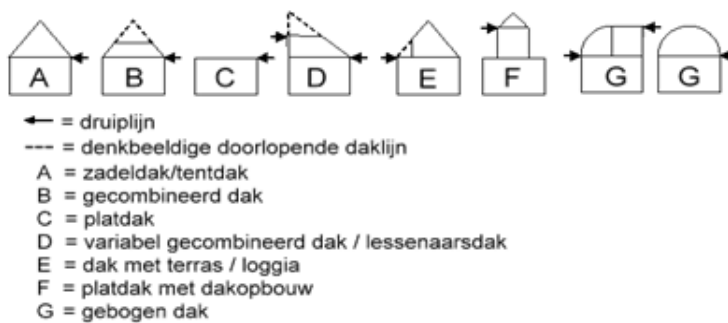 A B C D E F G G
= druiplijn
= denkbeeldige doorlopende daklijn
A = zadeldak/tentdak
B = gecombineerd dak
C = platdak
D = variabel gecombineerd dak / lessenaarsdak
E = dak met terras / loggia
F = platdak met dakopbouw
G = gebogen dak